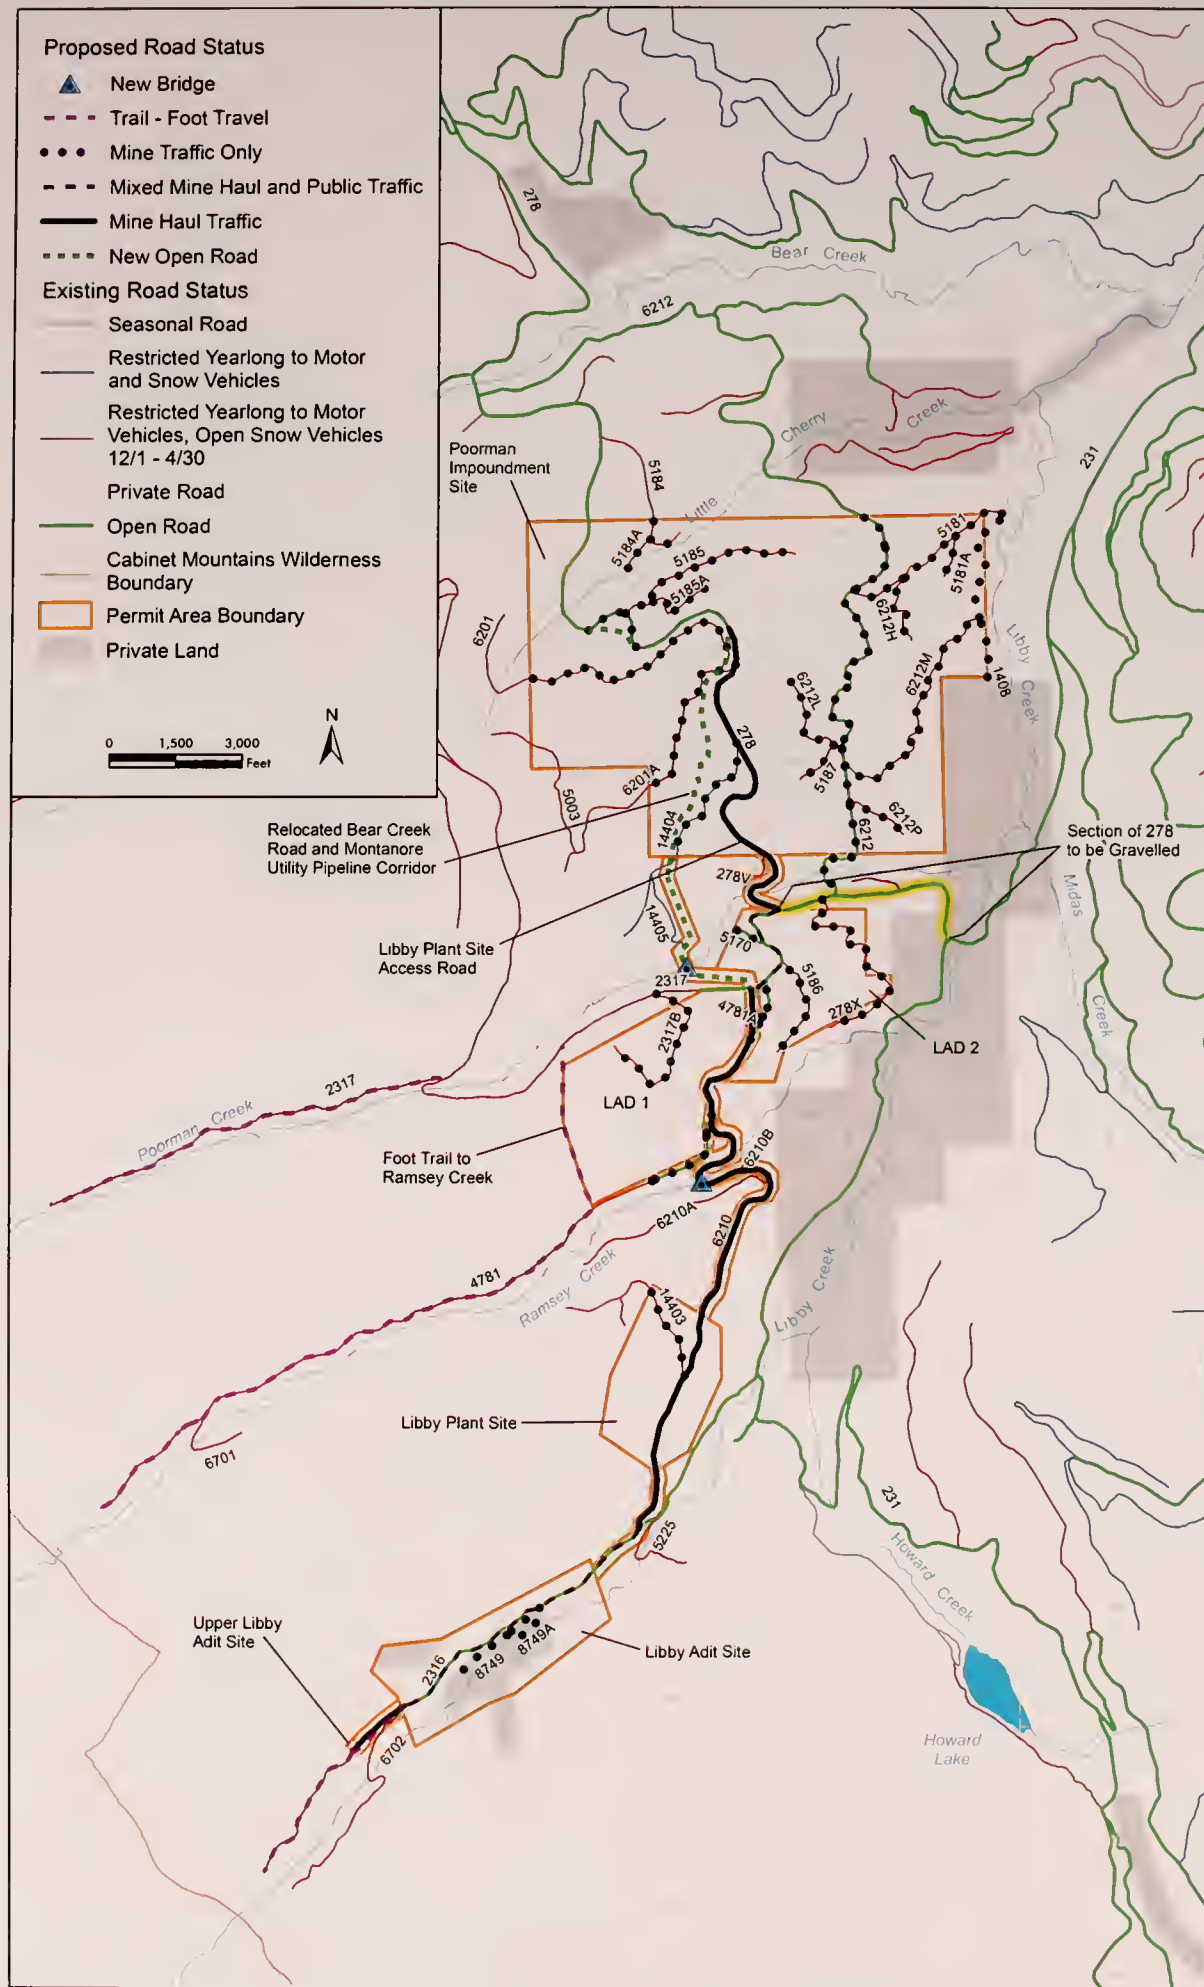 Proposed Road Status
New Bridge
Trail - Foot Travel
Mine Traffic Only
Mixed Mine Haul and Public Traffic
Mine Haul Traffic
New Open Road
Existing Road Status
Seasonal Road
Restricted Yearlong to Motor
and Snow Vehicles
Restricted Yearlong to Motor
Vehicles, Open Snow Vehicles
12/1 - 4/30
Private Road
Open Road
Cabinet Mountains Wilderness
Boundary
Permit Area Boundary
Private Land
N
0 1,500 3,000
Feet
278
Bear Creek
6212
Cherry
Creek
231
Poorman
Impoundment
Site
5184
Little
5184A
5185
5185A
5181
5181A
6212H
6201
Libby
Creek
6212M
1408
6212L
278
5187
6201A
5003
6212P
6212
14404
Relocated Bear Creek
Road and Montanore
Utility Pipeline Corridor
Section of 278
to be Gravelled
278V
Midas
Creek
14405
5170
Libby Plant Site
Access Road
2317
5186
4781A
278X
2317B
LAD 2
2317
LAD 1
Poorman Creek
Foot Trail to
Ramsey Creek
6210B
6210A
6210
4781
Ramsey Creek
Libby Creek
14403
Libby Plant Site
6701
231
5225
Howard
Creek
Upper Libby
Adit Site
8749A
8749
2316
Libby Adit Site
6702
Howard
Lake